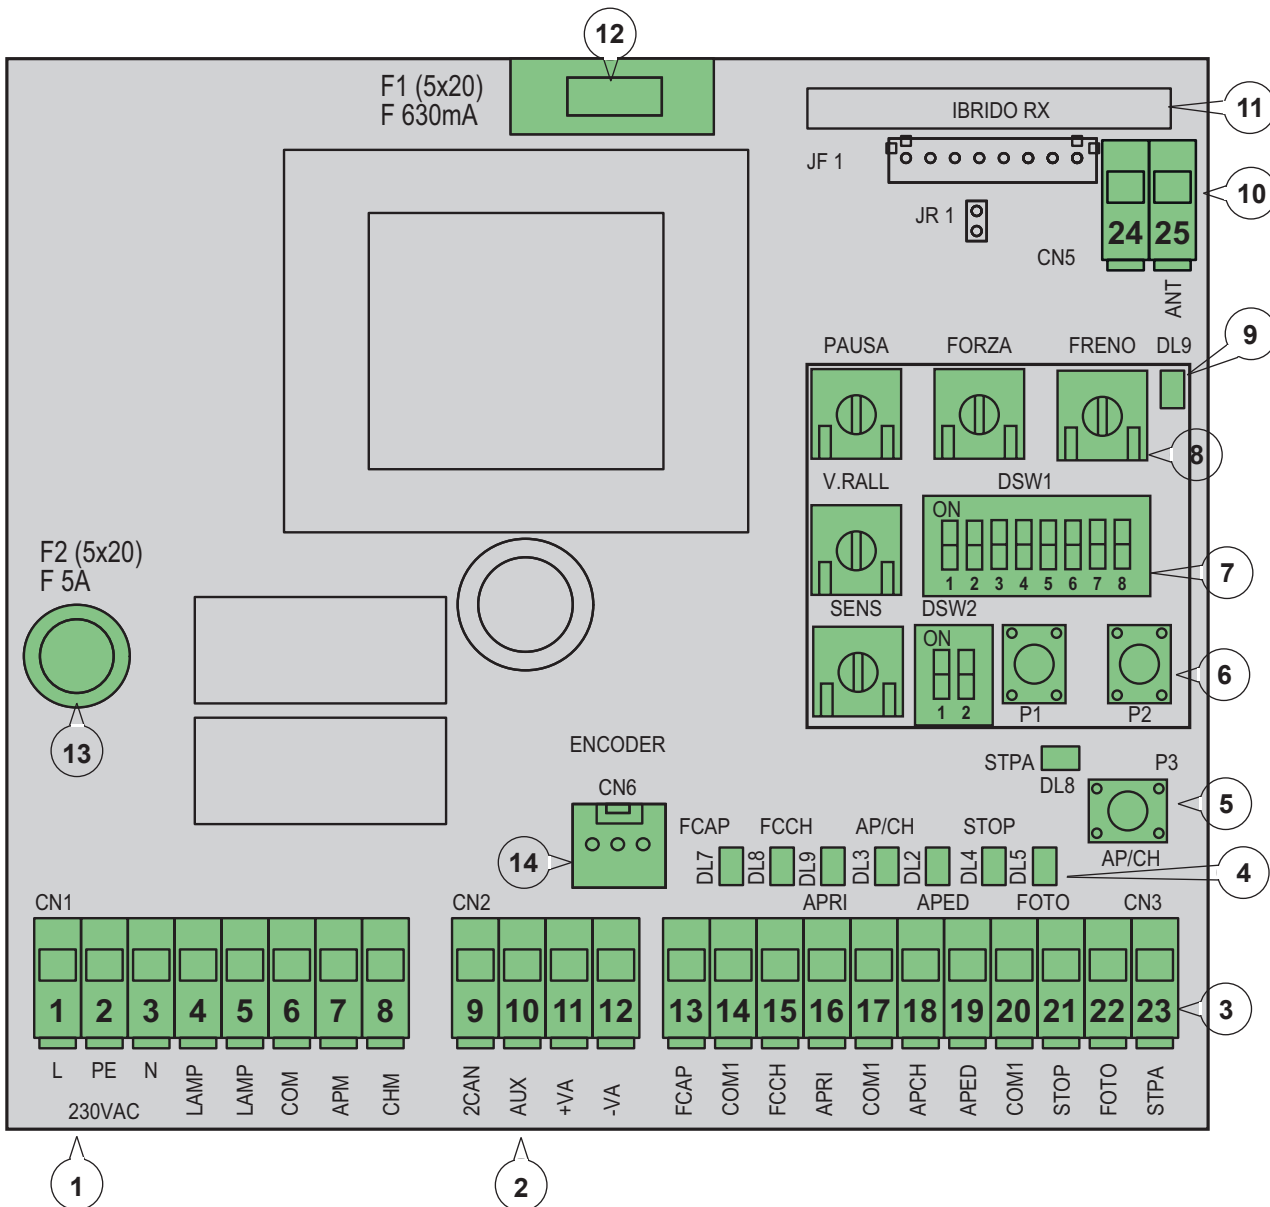 12
F1 (5x20)
F 630mA
IBRIDO RX
11
JF 1
10
JR 1
24 25
CN5
ANT
9
PAUSA FORZA FRENO DL9
8
V.RALL DSW1
ON
1 2 3 4 5 6 7 8
7
F2 (5x20)
F 5A
SENS DSW2
ON
1 2
P1 P2
6
13
ENCODER
STPA
DL8
P3
CN6
5
FCAP FCCH AP/CH STOP
AP/CH
14
DL7 DL8 DL9 DL3 DL2 DL4 DL5
4
CN1 CN2 APRI APED FOTO CN3
1 2 3 4 5 6 7 8 9 10 11 12 13 14 15 16 17 18 19 20 21 22 23
3
L PE N LAMP LAMP COM APM CHM 2CAN AUX +VA -VA FCAP COM1 FCCH APRI COM1 APCH APED COM1 STOP FOTO STPA
230VAC
1
2